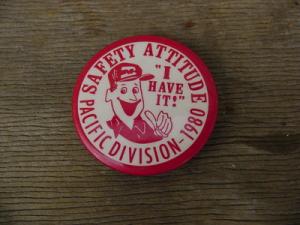 SAFETY ATTITUDE
"I
HAVE
IT!"
PACIFIC DIVISION-1980